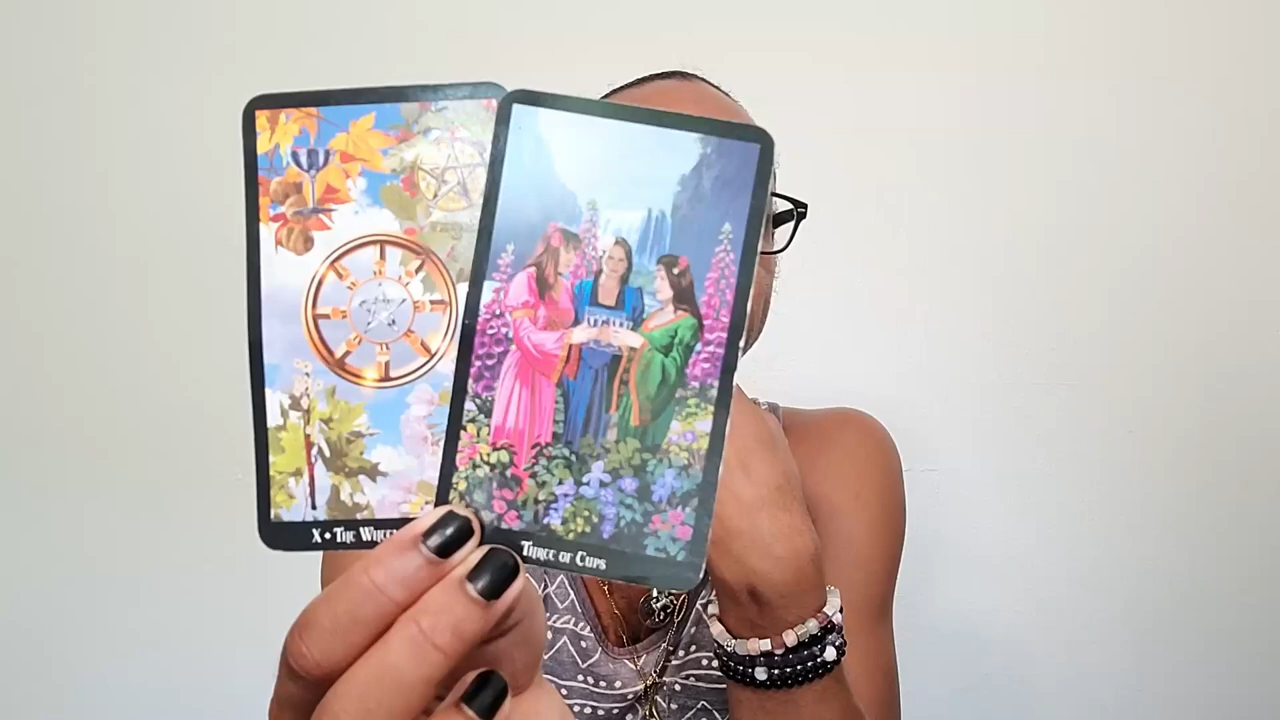 X ♦ The Wheel
Three of Cups